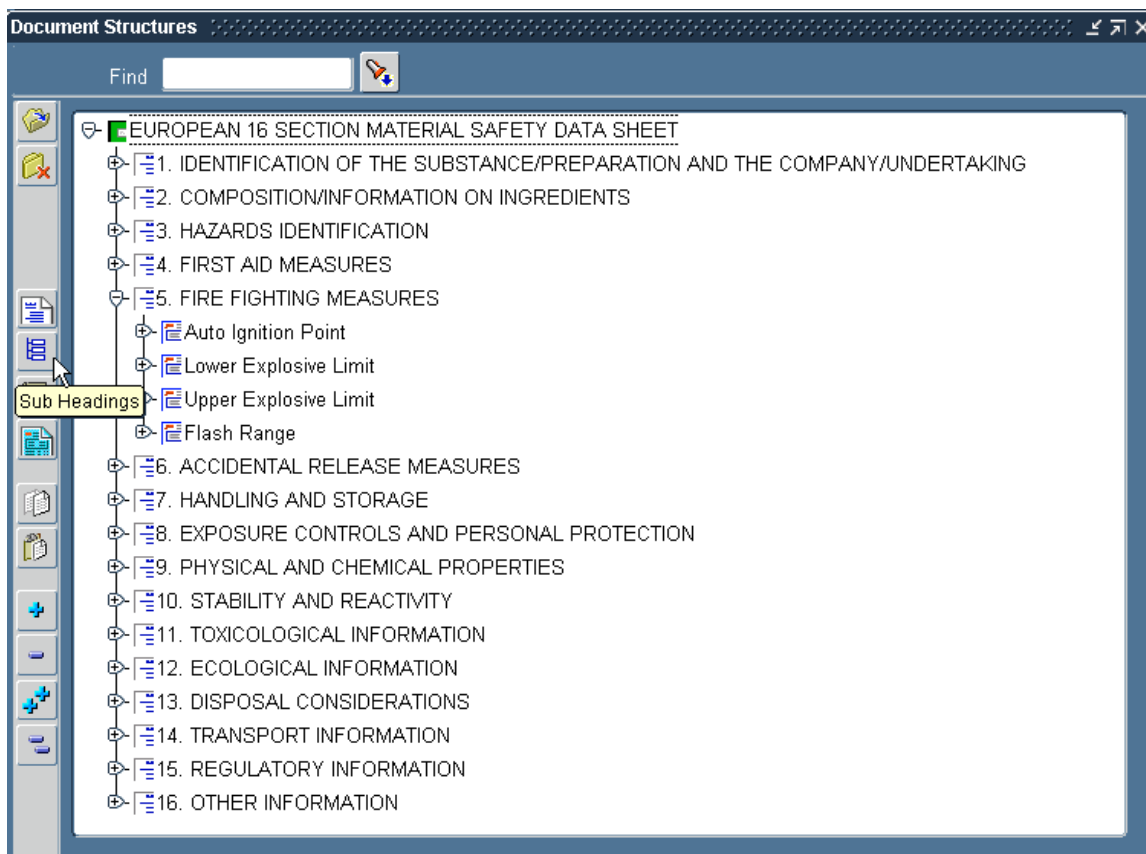 Document Structures
Find
EUROPEAN 16 SECTION MATERIAL SAFETY DATA SHEET
1. IDENTIFICATION OF THE SUBSTANCE/PREPARATION AND THE COMPANY/UNDERTAKING
2. COMPOSITION/INFORMATION ON INGREDIENTS
3. HAZARDS IDENTIFICATION
4. FIRST AID MEASURES
5. FIRE FIGHTING MEASURES
Auto Ignition Point
Lower Explosive Limit
Sub Headings
Upper Explosive Limit
Flash Range
6. ACCIDENTAL RELEASE MEASURES
7. HANDLING AND STORAGE
8. EXPOSURE CONTROLS AND PERSONAL PROTECTION
9. PHYSICAL AND CHEMICAL PROPERTIES
10. STABILITY AND REACTIVITY
11. TOXICOLOGICAL INFORMATION
12. ECOLOGICAL INFORMATION
13. DISPOSAL CONSIDERATIONS
14. TRANSPORT INFORMATION
15. REGULATORY INFORMATION
16. OTHER INFORMATION